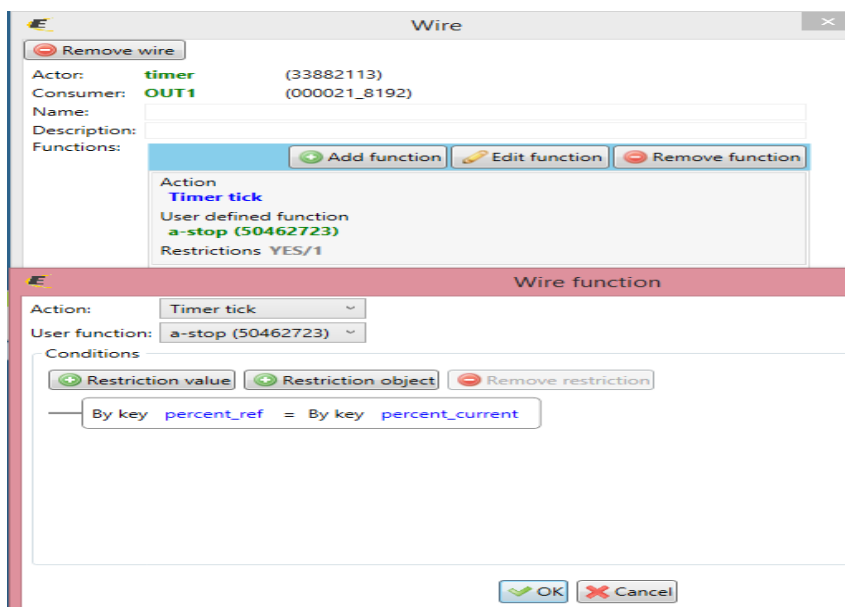 Wire
Remove wire
Actor: timer (33882113)
Consumer: OUT1 (000021_8192)
Name:
Description:
Functions:
Add function Edit function Remove function
Action
Timer tick
User defined function
a-stop (50462723)
Restrictions YES/1
Wire function
Action: Timer tick
User function: a-stop (50462723)
Conditions
Restriction value Restriction object Remove restriction
By key percent_ref = By key percent_current
OK Cancel